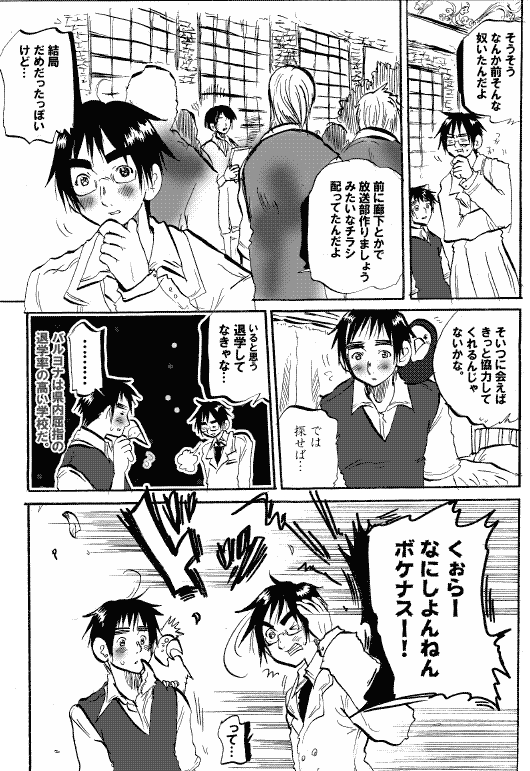 そうそう
なんか前そんな
奴いたんだよ
前に廊下とかで
放送部作りましょう
みたいなチラシ
配ってたんだよ
結局
だめだったっぽい
けど…
そいつに会えば
きっと協力して
くれるんじゃ
ないかな。
では
探せば…
いると思う
退学して
なきゃな…
………
バルヨナは県内屈指の
退学率の高い学校だ。
くぉらー
なにしよんねん
ボケナスー!
って…